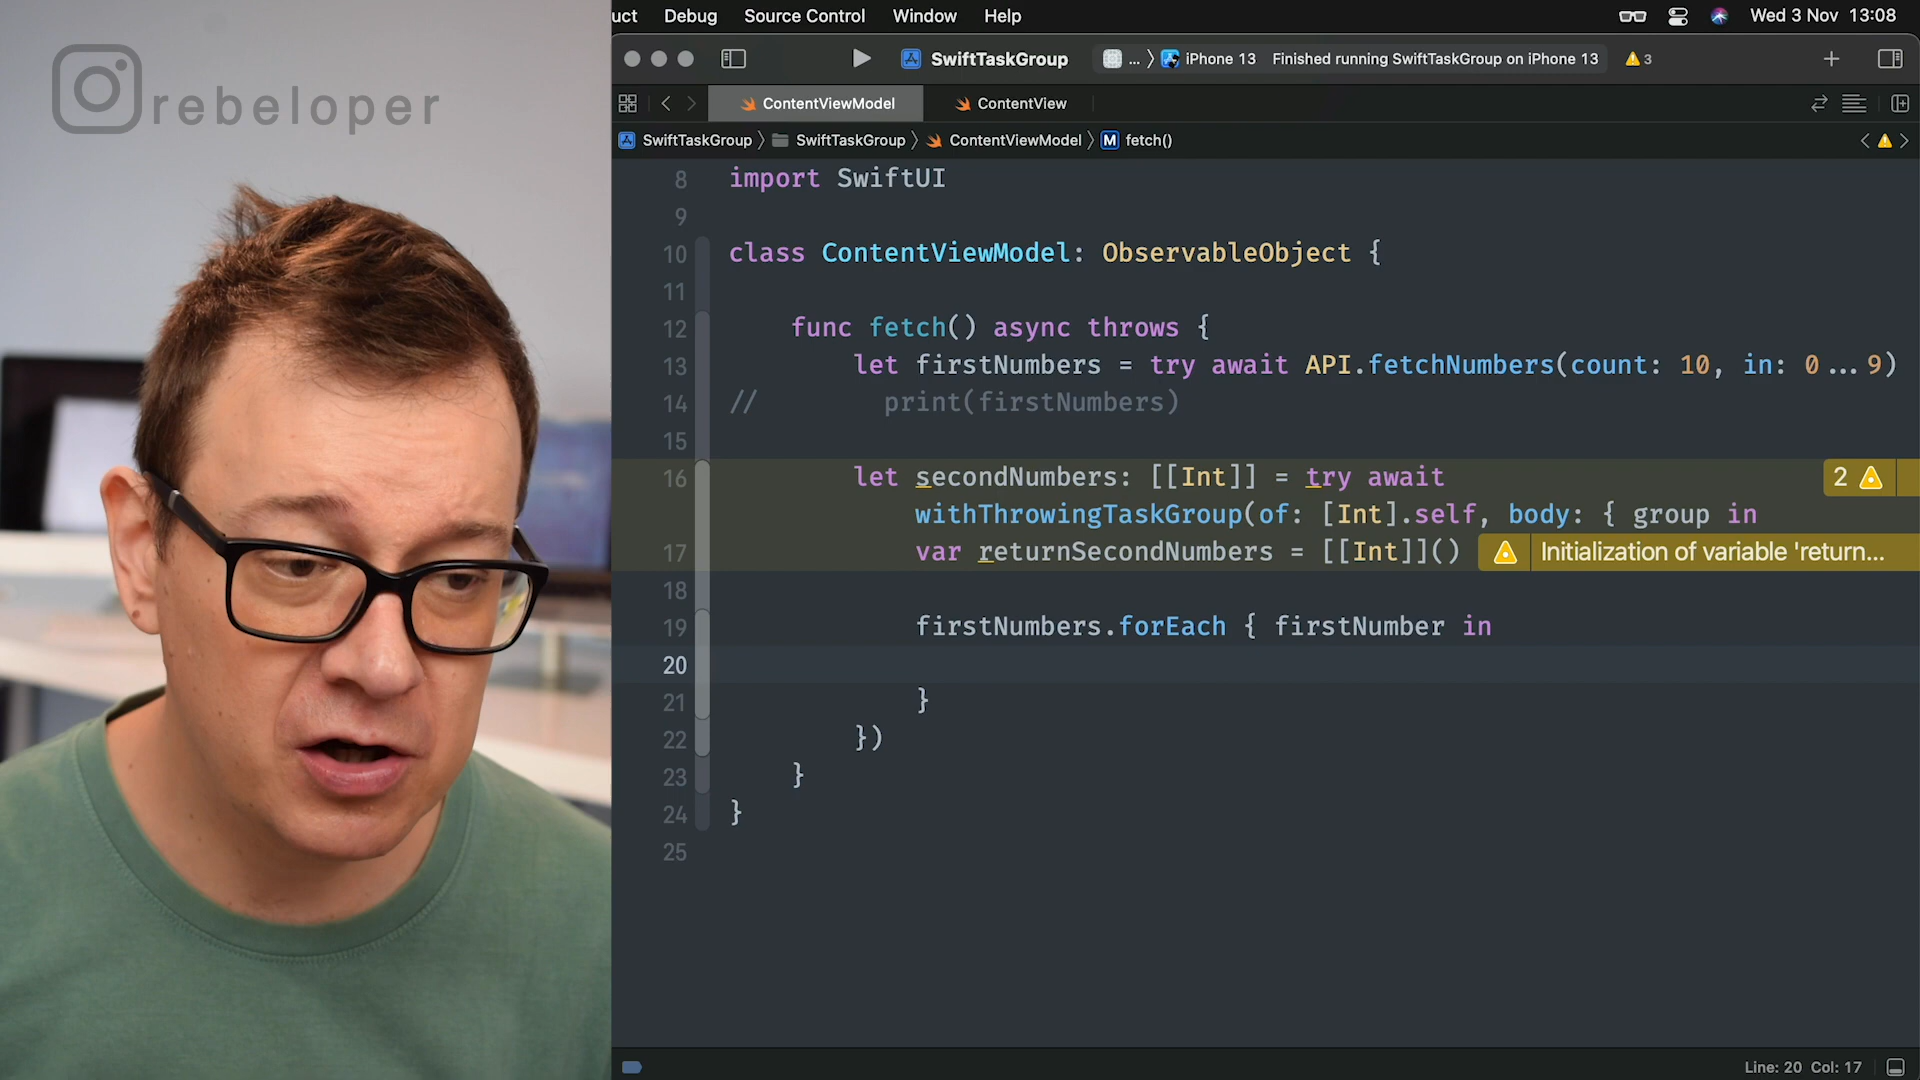 uct Debug Source Control Window Help Wed 3 Nov 13:08
rebeloper
SwiftTaskGroup ... iPhone 13 Finished running SwiftTaskGroup on iPhone 13 3
ContentViewModel ContentView
SwiftTaskGroup SwiftTaskGroup ContentViewModel M fetch()
8 import SwiftUI
9
10 class ContentViewModel: ObservableObject {
11
12 func fetch() async throws {
13 let firstNumbers = try await API.fetchNumbers(count: 10, in: 0...9)
14 // print(firstNumbers)
15
16 let secondNumbers: [[Int]] = try await 2
withThrowingTaskGroup(of: [Int].self, body: { group in
17 var returnSecondNumbers = [[Int]]() Initialization of variable 'return...
18
19 firstNumbers.forEach { firstNumber in
20
21 }
22 })
23 }
24 }
25
Line: 20 Col: 17